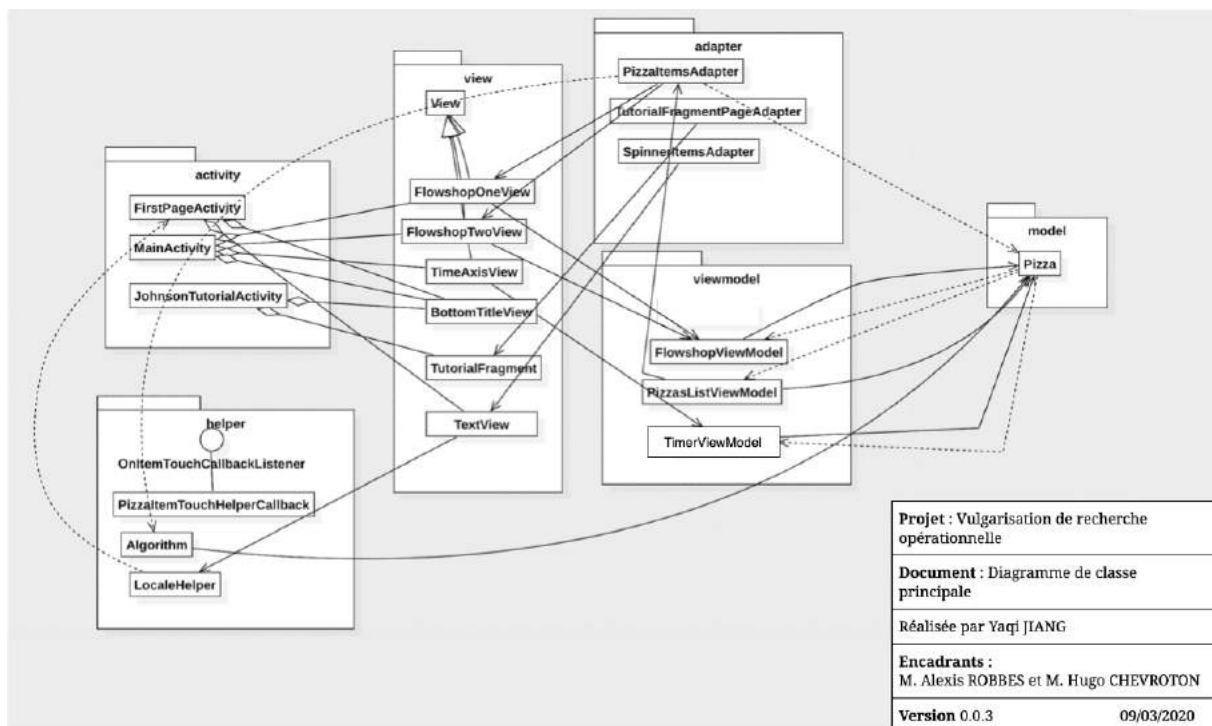 adapter
PizzaItemsAdapter
TutorialFragmentPageAdapter
SpinnerItemsAdapter
view
View
FlowshopOneView
FlowshopTwoView
TimeAxisView
BottomTitleView
TutorialFragment
TextView
activity
FirstPageActivity
MainActivity
JohnsonTutorialActivity
model
Pizza
viewmodel
FlowshopViewModel
PizzasListViewModel
TimerViewModel
helper
OnItemTouchCallbackListener
PizzaItemTouchHelperCallback
Algorithm
LocaleHelper
Projet : Vulgarisation de recherche
opérationnelle
Document : Diagramme de classe
principale
Réalisée par Yaqi JIANG
Encadrants :
M. Alexis ROBBES et M. Hugo CHEVROTON
Version 0.0.3 09/03/2020